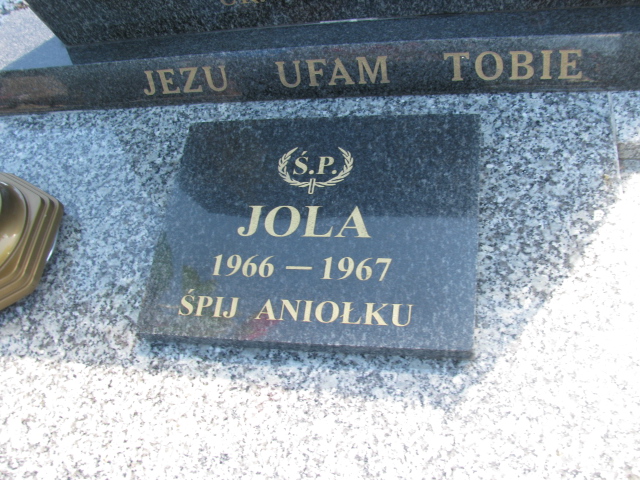 JEZU UFAM TOBIE
Ś.P.
JOLA
1966 – 1967
ŚPIJ ANIOŁKU